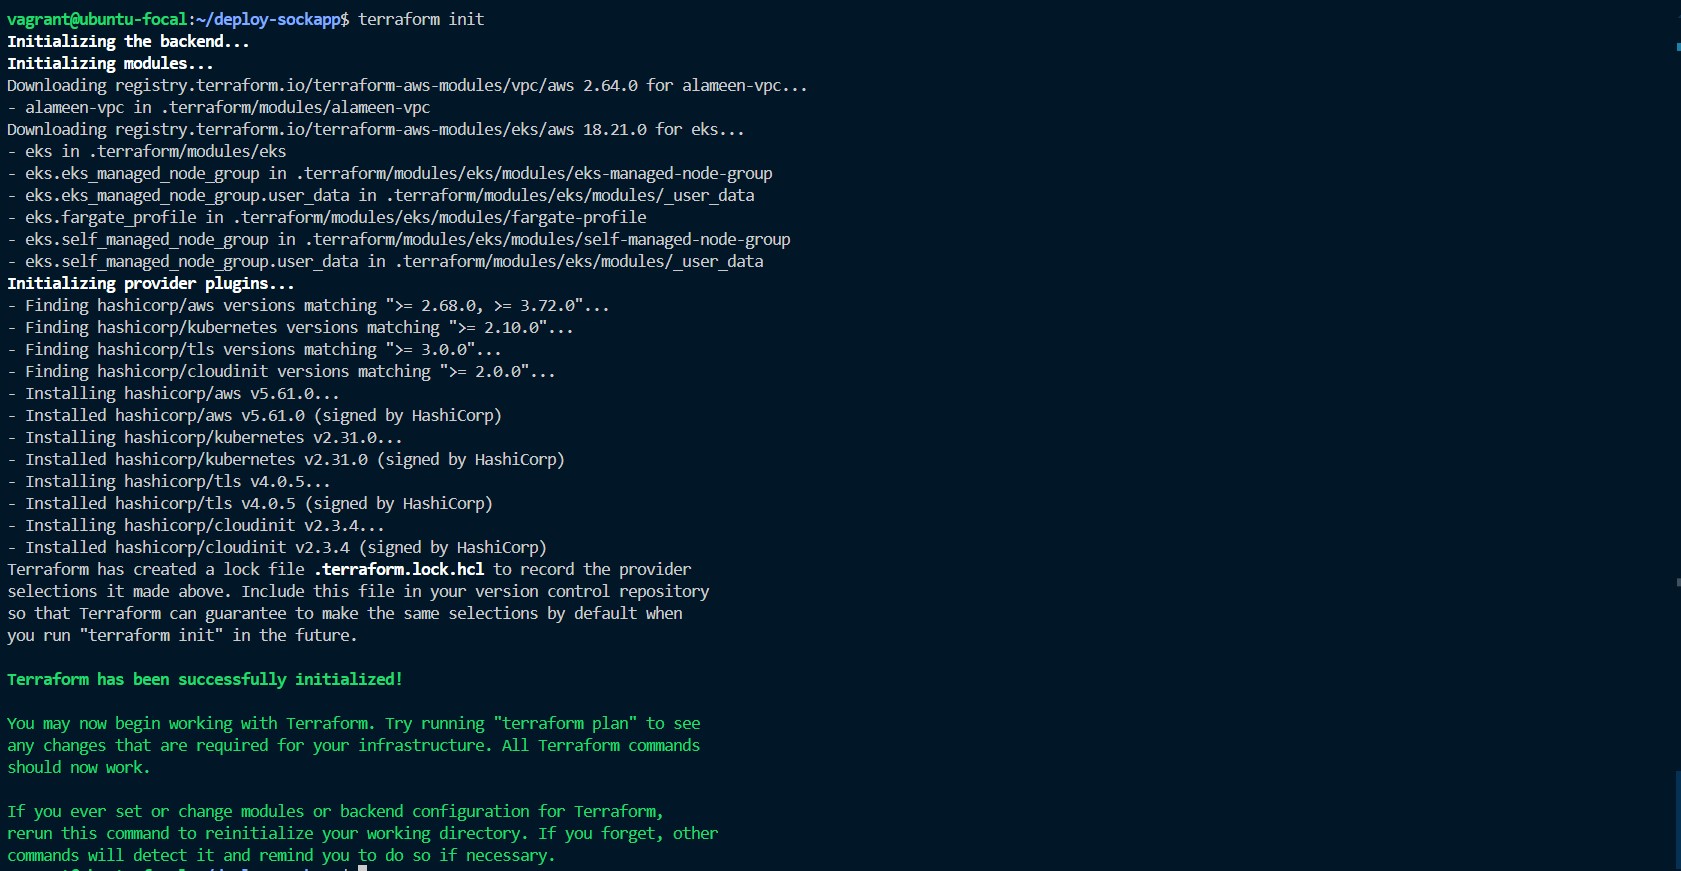 vagrant@ubuntu-focal:~/deploy-sockapp$ terraform init
Initializing the backend...
Initializing modules...
Downloading registry.terraform.io/terraform-aws-modules/vpc/aws 2.64.0 for alameen-vpc...
- alameen-vpc in .terraform/modules/alameen-vpc
Downloading registry.terraform.io/terraform-aws-modules/eks/aws 18.21.0 for eks...
- eks in .terraform/modules/eks
- eks.eks_managed_node_group in .terraform/modules/eks/modules/eks-managed-node-group
- eks.eks_managed_node_group.user_data in .terraform/modules/eks/modules/_user_data
- eks.fargate_profile in .terraform/modules/eks/modules/fargate-profile
- eks.self_managed_node_group in .terraform/modules/eks/modules/self-managed-node-group
- eks.self_managed_node_group.user_data in .terraform/modules/eks/modules/_user_data
Initializing provider plugins...
- Finding hashicorp/aws versions matching ">= 2.68.0, >= 3.72.0"...
- Finding hashicorp/kubernetes versions matching ">= 2.10.0"...
- Finding hashicorp/tls versions matching ">= 3.0.0"...
- Finding hashicorp/cloudinit versions matching ">= 2.0.0"...
- Installing hashicorp/aws v5.61.0...
- Installed hashicorp/aws v5.61.0 (signed by HashiCorp)
- Installing hashicorp/kubernetes v2.31.0...
- Installed hashicorp/kubernetes v2.31.0 (signed by HashiCorp)
- Installing hashicorp/tls v4.0.5...
- Installed hashicorp/tls v4.0.5 (signed by HashiCorp)
- Installing hashicorp/cloudinit v2.3.4...
- Installed hashicorp/cloudinit v2.3.4 (signed by HashiCorp)
Terraform has created a lock file .terraform.lock.hcl to record the provider
selections it made above. Include this file in your version control repository
so that Terraform can guarantee to make the same selections by default when
you run "terraform init" in the future.
Terraform has been successfully initialized!
You may now begin working with Terraform. Try running "terraform plan" to see
any changes that are required for your infrastructure. All Terraform commands
should now work.
If you ever set or change modules or backend configuration for Terraform,
rerun this command to reinitialize your working directory. If you forget, other
commands will detect it and remind you to do so if necessary.